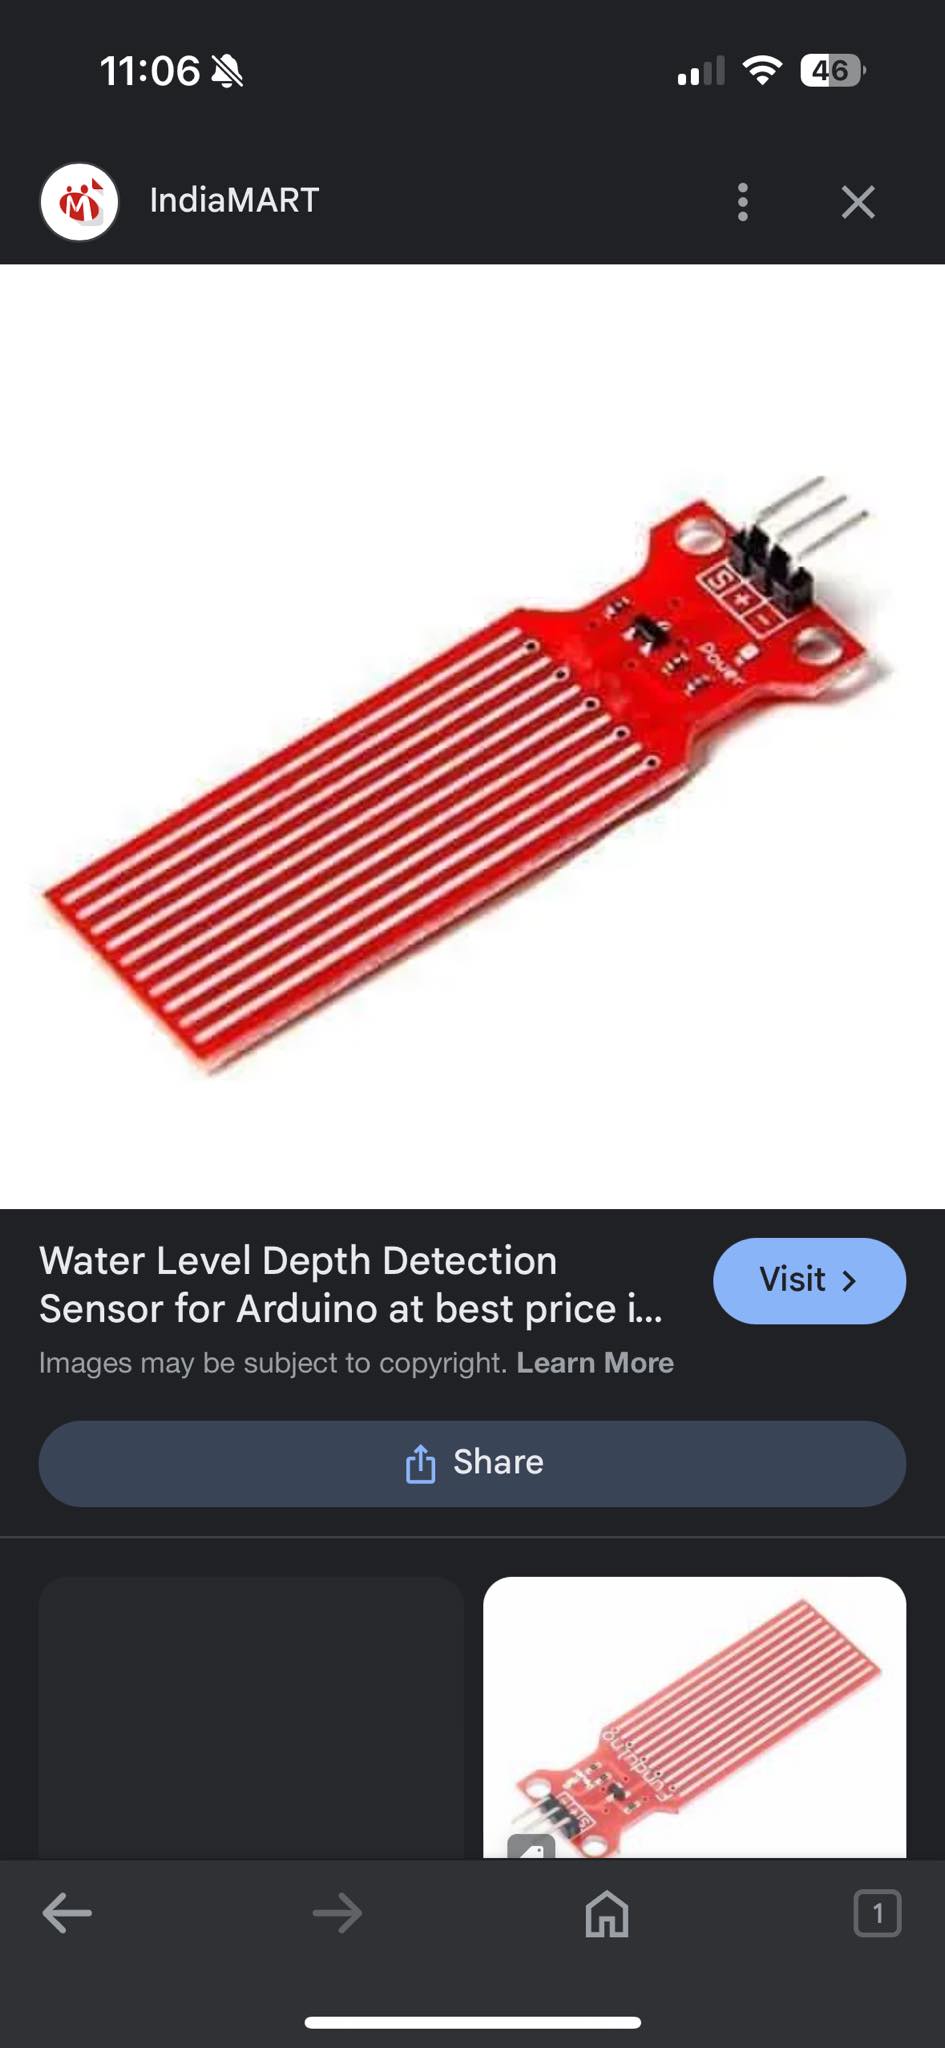 11:06
46
M
IndiaMART
S + -
Power
Water Level Depth Detection
Sensor for Arduino at best price i...
Visit
Images may be subject to copyright. Learn More
Share
1